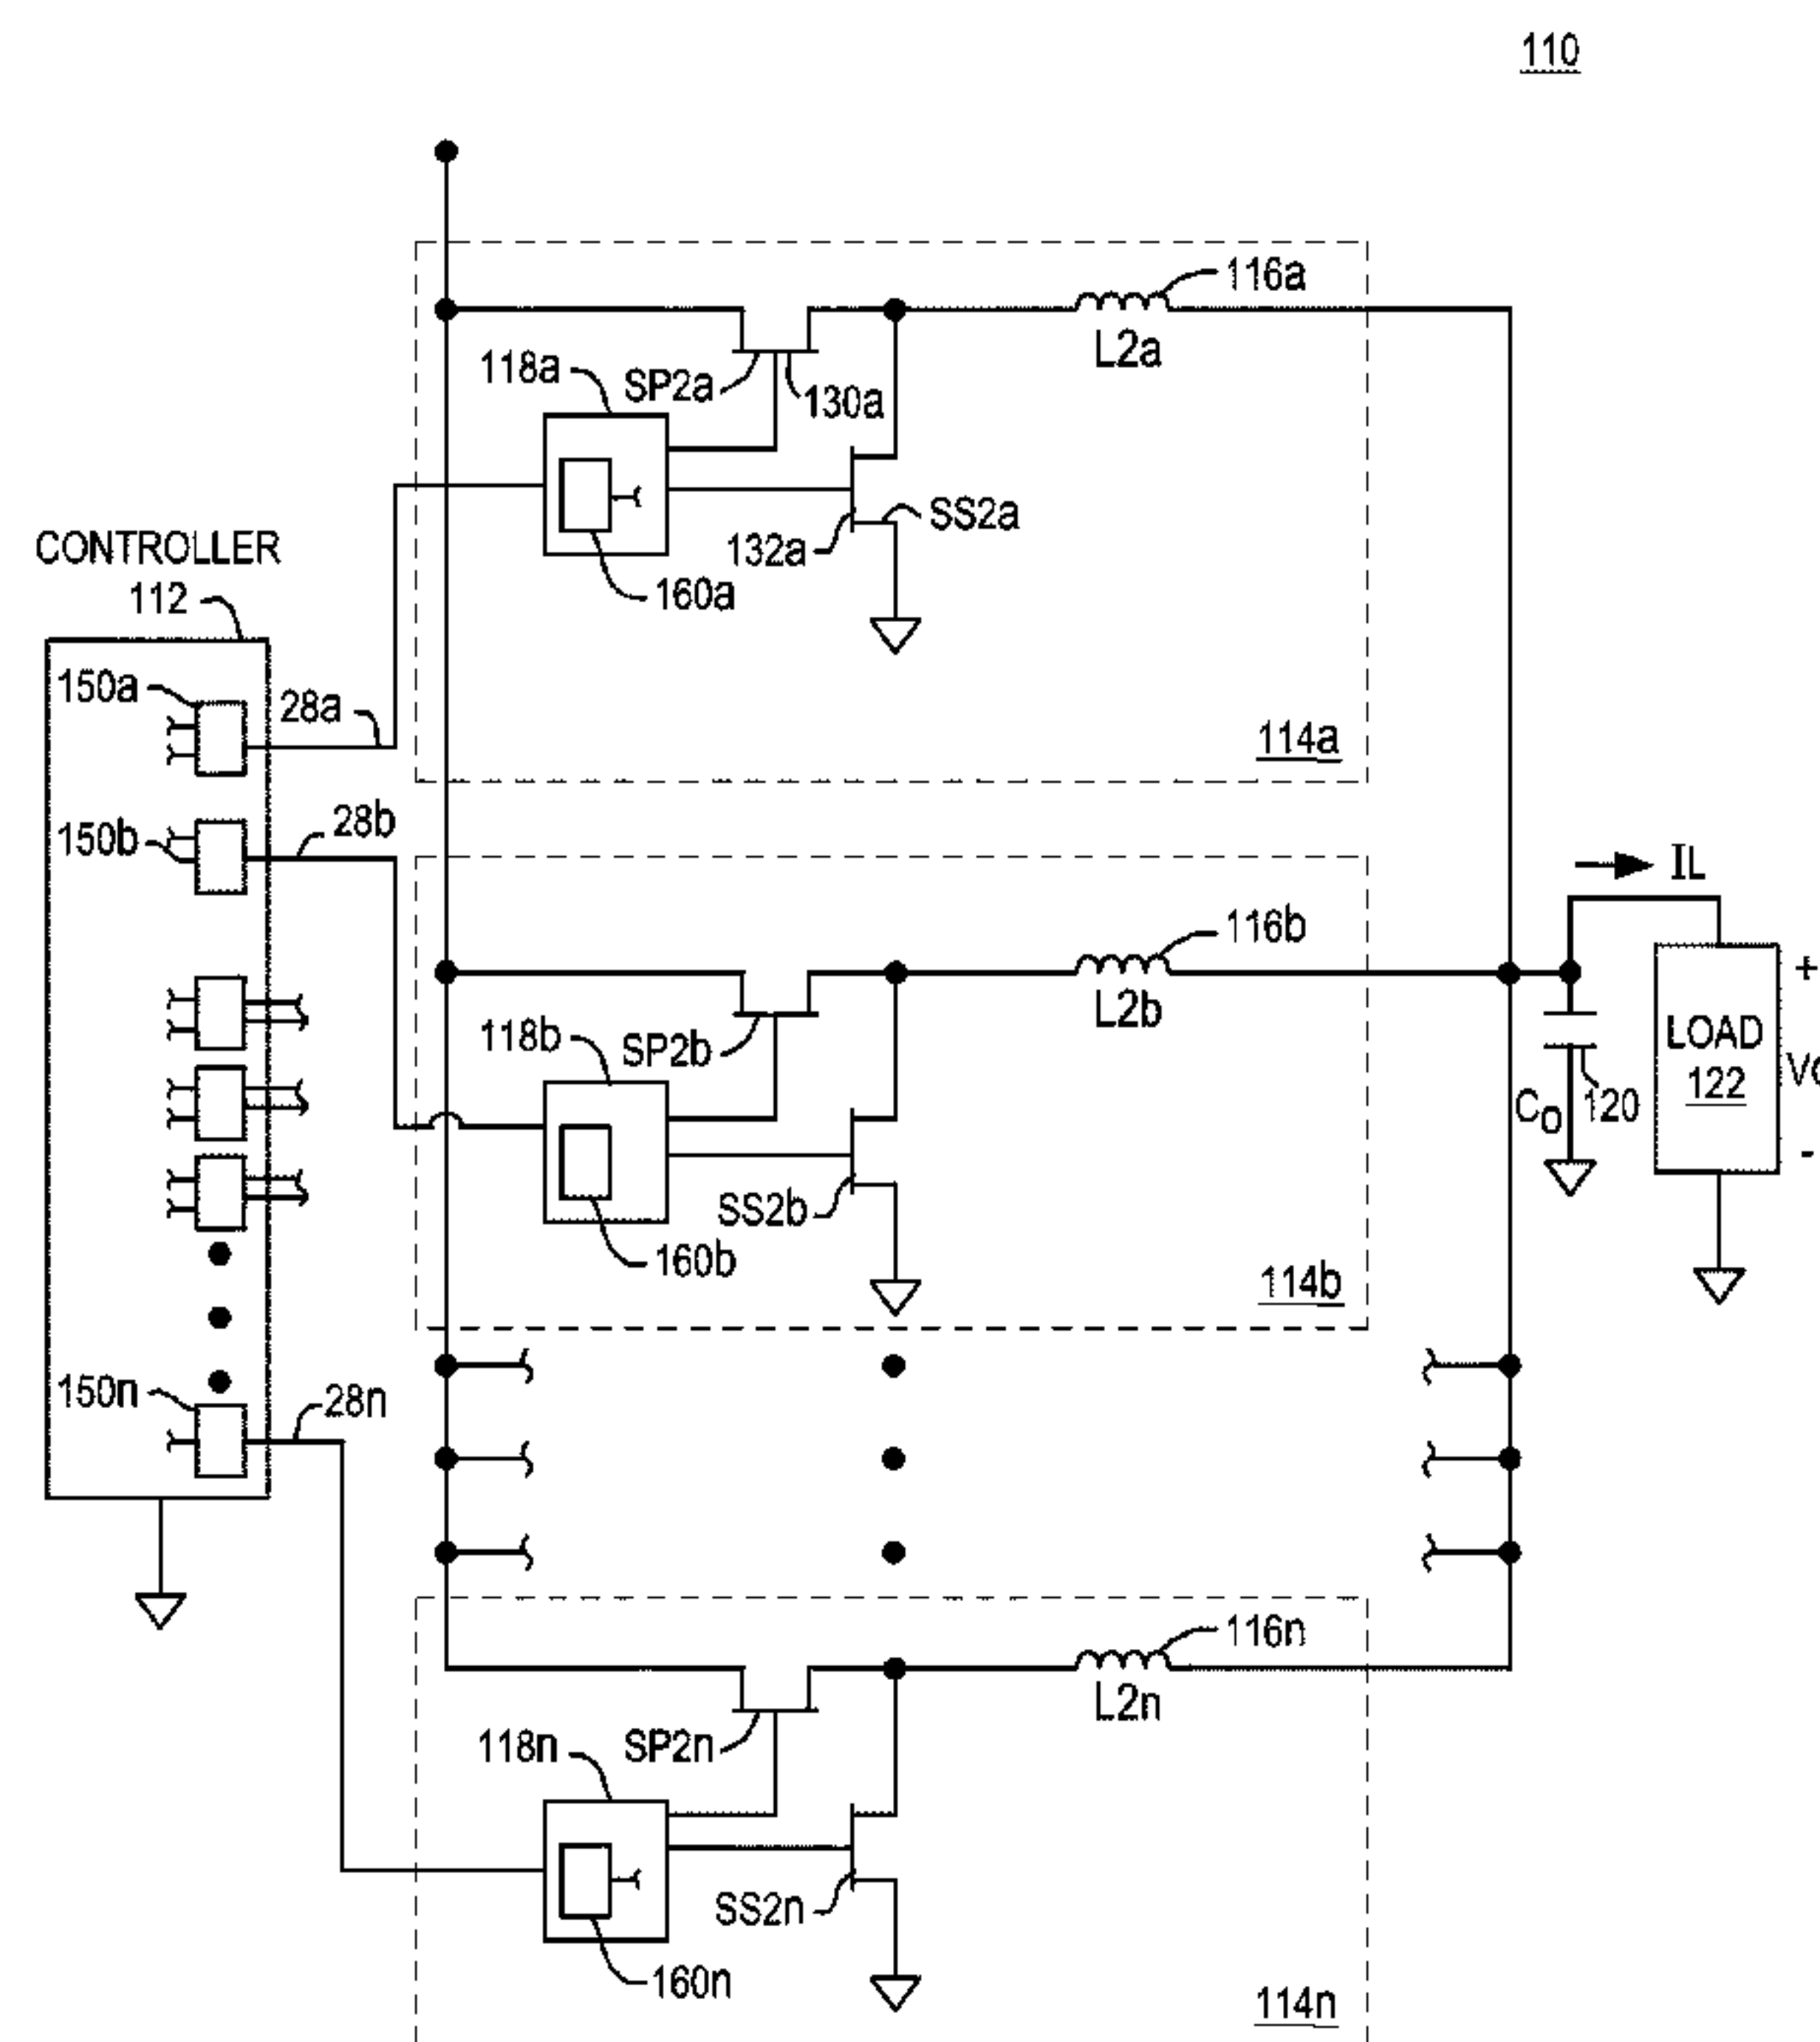 110
116a
L2a
118a
SP2a
130a
SS2a
132a
160a
CONTROLLER
112
150a
28a
114a
150b
28b
IL
116b
L2b
118b
SP2b
+
LOAD
122
Co
120
-
SS2b
160b
114b
150n
28n
116n
L2n
118n
SP2n
SS2n
160n
114n